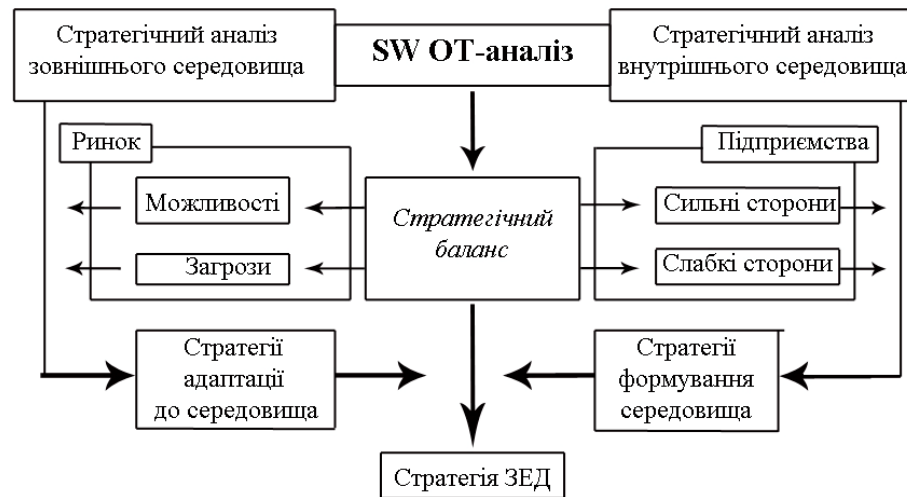 Стратегічний аналіз
зовнішнього середовища
SW OT-аналіз
Стратегічний аналіз
внутрішнього середовища
Ринок
Підприємства
Можливості
Стратегічний
баланс
Сильні сторони
Загрози
Слабкі сторони
Стратегії
адаптації
до середовища
Стратегії
формування
середовища
Стратегія ЗЕД